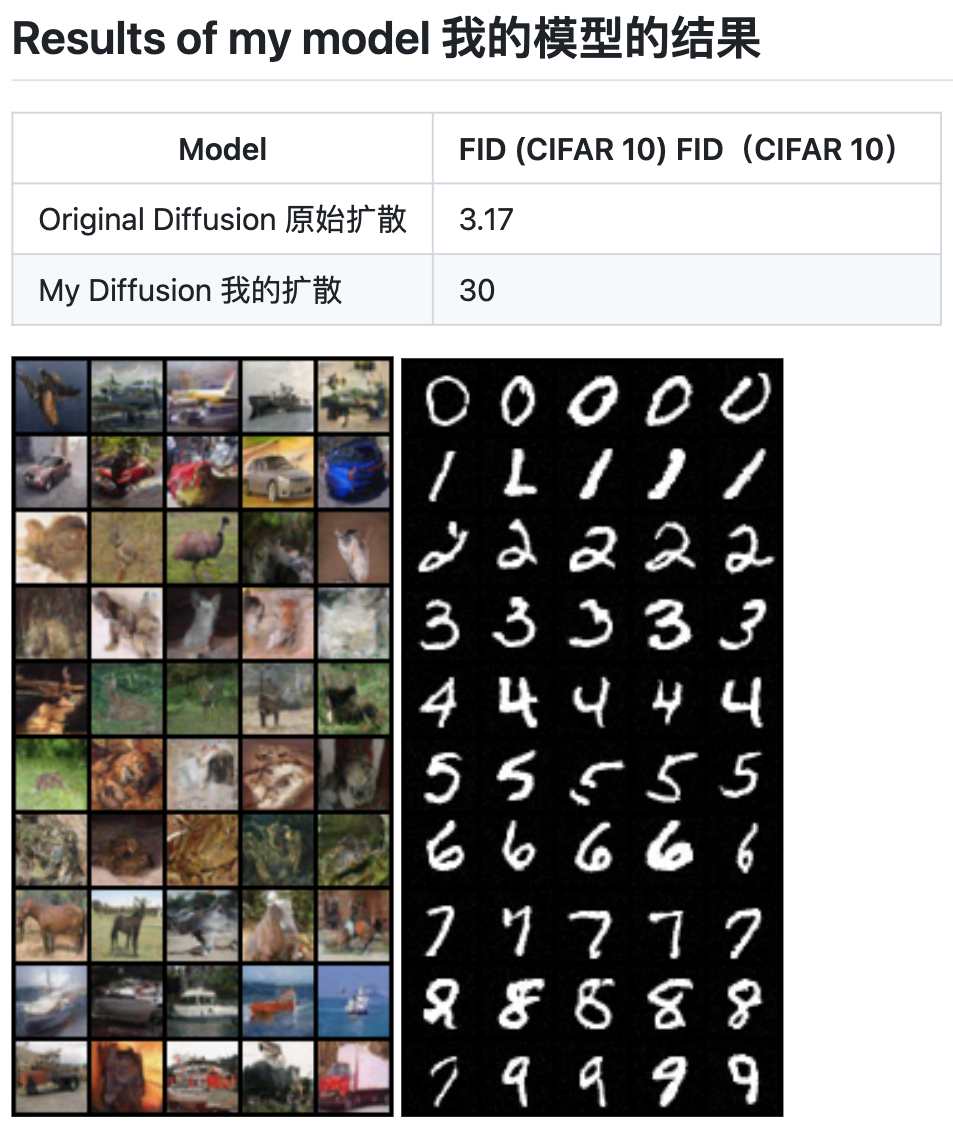 Results of my model 我的模型的结果
Model FID (CIFAR 10) FID（CIFAR 10）
Original Diffusion 原始扩散 3.17
My Diffusion 我的扩散 30
0 0 0 0 0
1 1 1 1 1
2 2 2 2 2
3 3 3 3 3
4 4 4 4 4
5 5 5 5 5
6 6 6 6 6
7 7 7 7 7
8 8 8 8 8
9 9 9 9 9